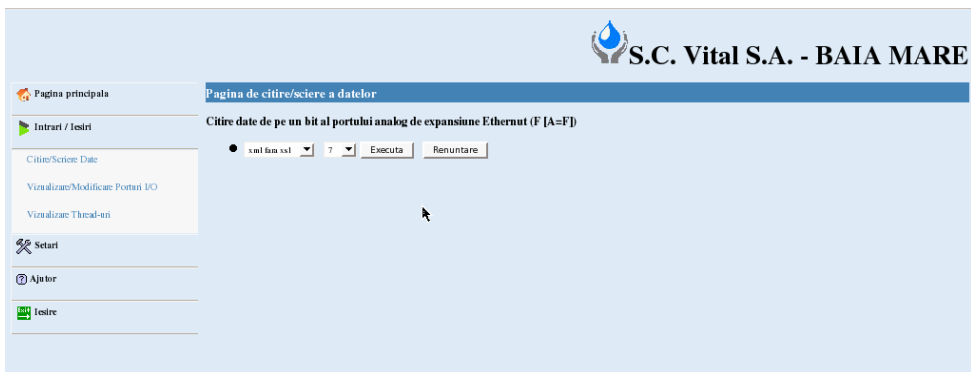 S.C. Vital S.A. - BAIA MARE
Pagina principala
Intrari / Iesiri
Citire/Scriere Date
Vizualizare/Modificare Porturi I/O
Vizualizare Thread-uri
Setari
Ajutor
Exit Iesire
Pagina de citire/sciere a datelor
Citire date de pe un bit al portului analog de expansiune Ethernut (F [A=F])
xml fara xsl 7 Executa Renuntare